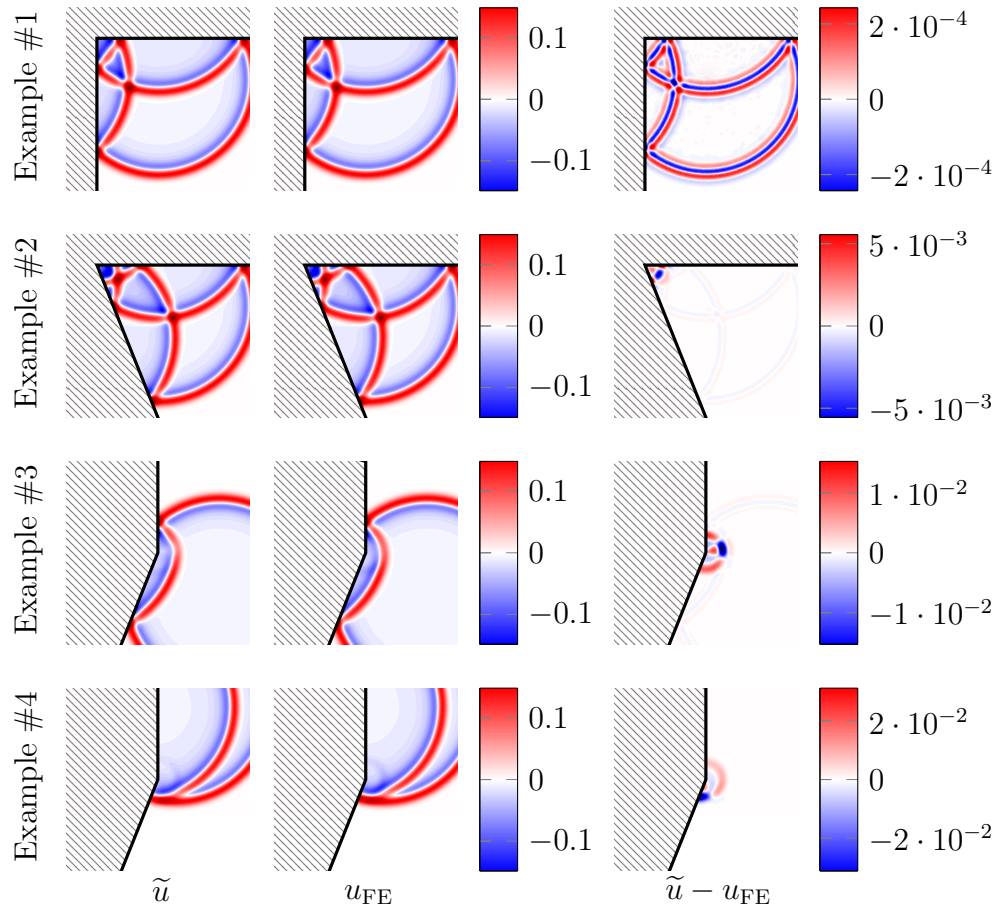 Example #1
0.1
0
−0.1
2 · 10⁻⁴
0
−2 · 10⁻⁴
Example #2
0.1
0
−0.1
5 · 10⁻³
0
−5 · 10⁻³
Example #3
0.1
0
−0.1
1 · 10⁻²
0
−1 · 10⁻²
Example #4
0.1
0
−0.1
2 · 10⁻²
0
−2 · 10⁻²
ũ
u_FE
ũ − u_FE